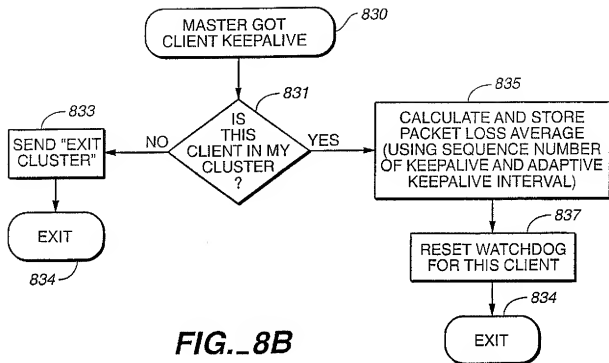 MASTER GOT
CLIENT KEEPALIVE
830
831
IS
THIS
CLIENT IN MY
CLUSTER
?
NO
YES
833
SEND "EXIT
CLUSTER"
EXIT
834
835
CALCULATE AND STORE
PACKET LOSS AVERAGE
(USING SEQUENCE NUMBER
OF KEEPALIVE AND ADAPTIVE
KEEPALIVE INTERVAL)
837
RESET WATCHDOG
FOR THIS CLIENT
834
EXIT
FIG._8B